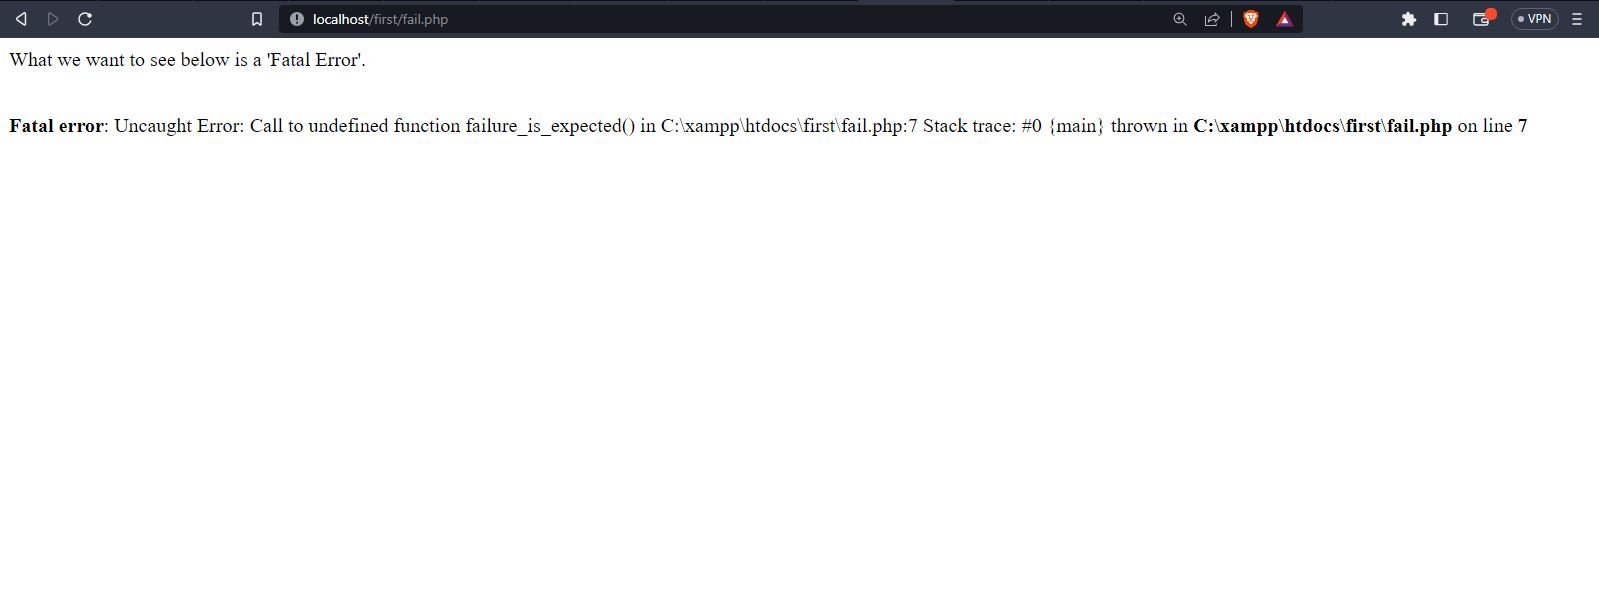 localhost/first/fail.php
VPN
What we want to see below is a 'Fatal Error'.
Fatal error: Uncaught Error: Call to undefined function failure_is_expected() in C:\xampp\htdocs\first\fail.php:7 Stack trace: #0 {main} thrown in C:\xampp\htdocs\first\fail.php on line 7